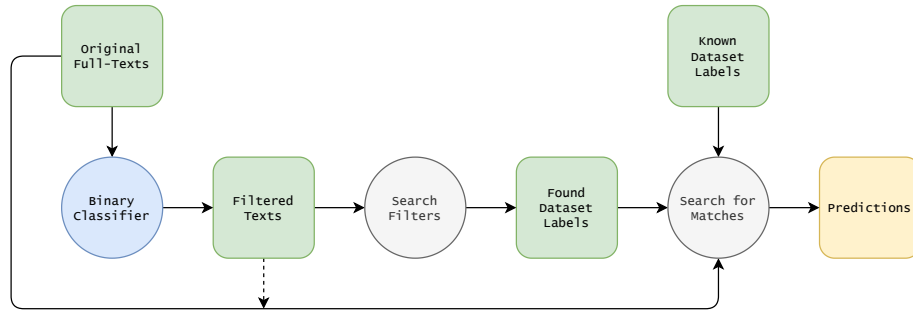 Original
Full-Texts
Known
Dataset
Labels
Binary
Classifier
Filtered
Texts
Search
Filters
Found
Dataset
Labels
Search for
Matches
Predictions